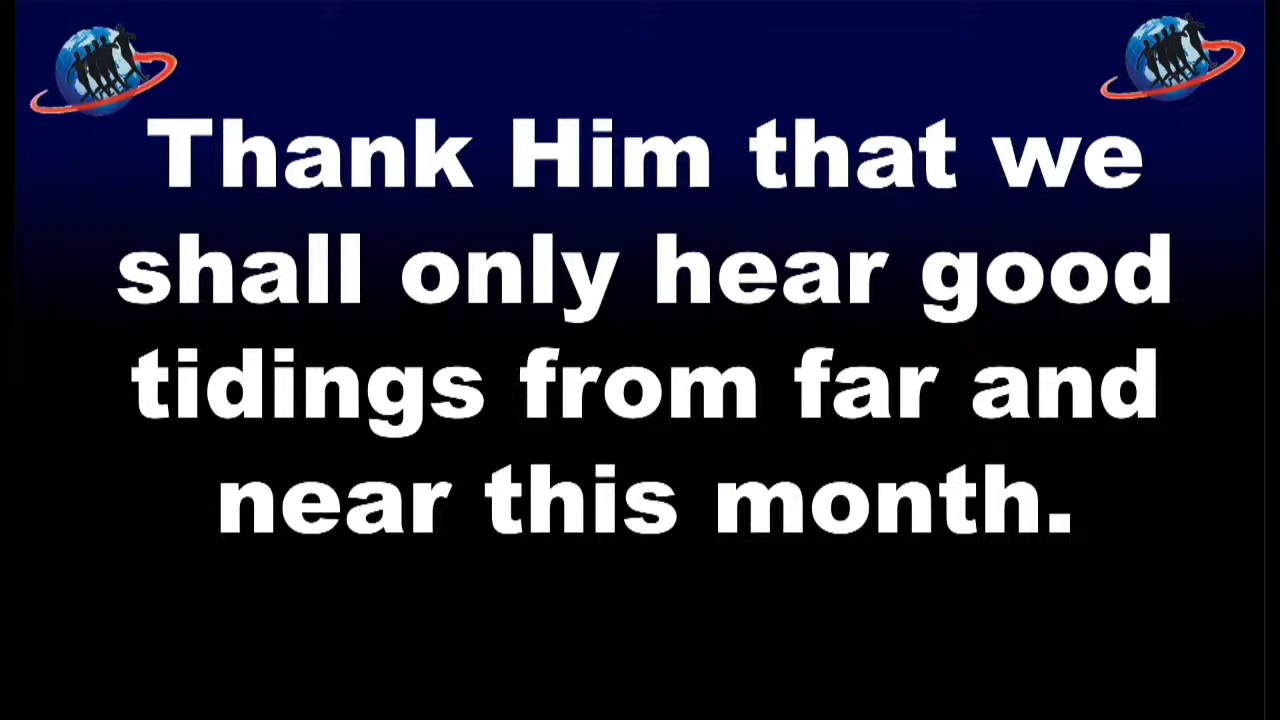 Thank Him that we
shall only hear good
tidings from far and
near this month.